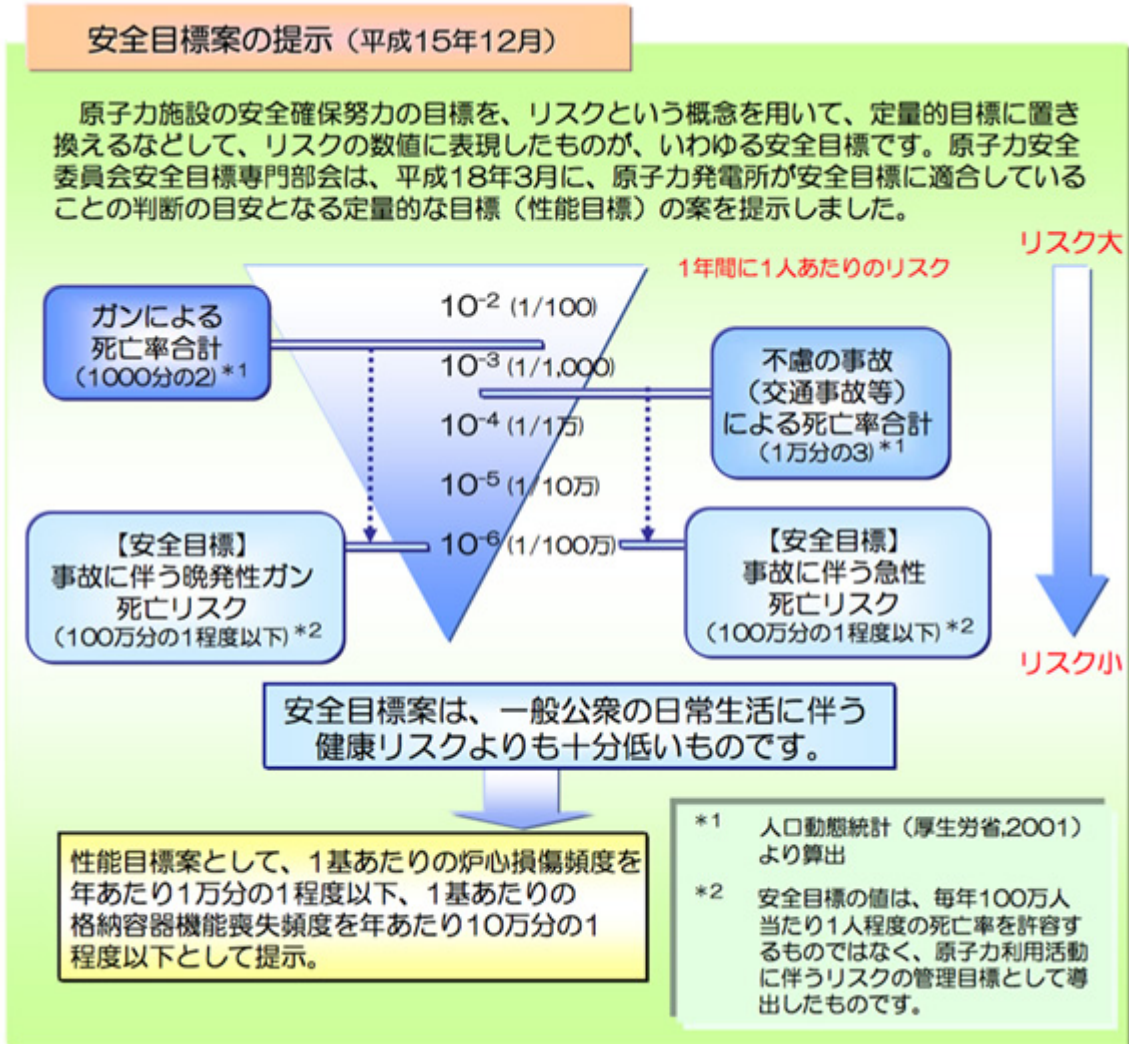 安全目標案の提示（平成15年12月）
原子力施設の安全確保努力の目標を、リスクという概念を用いて、定量的目標に置き
換えるなどして、リスクの数値に表現したものが、いわゆる安全目標です。原子力安全
委員会安全目標専門部会は、平成18年3月に、原子力発電所が安全目標に適合している
ことの判断の目安となる定量的な目標（性能目標）の案を提示しました。
リスク大
1年間に1人あたりのリスク
ガンによる
死亡率合計
（1000分の2）*1
10⁻² (1/100)
10⁻³ (1/1,000)
10⁻⁴ (1/1万)
10⁻⁵ (1/10万)
10⁻⁶ (1/100万)
不慮の事故
（交通事故等）
による死亡率合計
（1万分の3）*1
【安全目標】
事故に伴う晩発性ガン
死亡リスク
（100万分の1程度以下）*2
【安全目標】
事故に伴う急性
死亡リスク
（100万分の1程度以下）*2
リスク小
安全目標案は、一般公衆の日常生活に伴う
健康リスクよりも十分低いものです。
性能目標案として、1基あたりの炉心損傷頻度を
年あたり1万分の1程度以下、1基あたりの
格納容器機能喪失頻度を年あたり10万分の1
程度以下として提示。
*1 人口動態統計（厚生労省,2001）
より算出
*2 安全目標の値は、毎年100万人
当たり1人程度の死亡率を許容す
るものではなく、原子力利用活動
に伴うリスクの管理目標として導
出したものです。